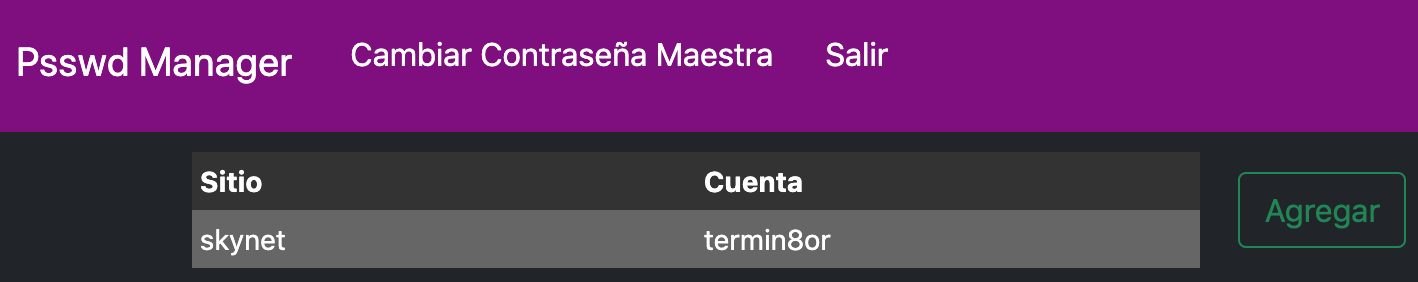 Psswd Manager Cambiar Contraseña Maestra Salir
Sitio Cuenta
skynet termin8or
Agregar